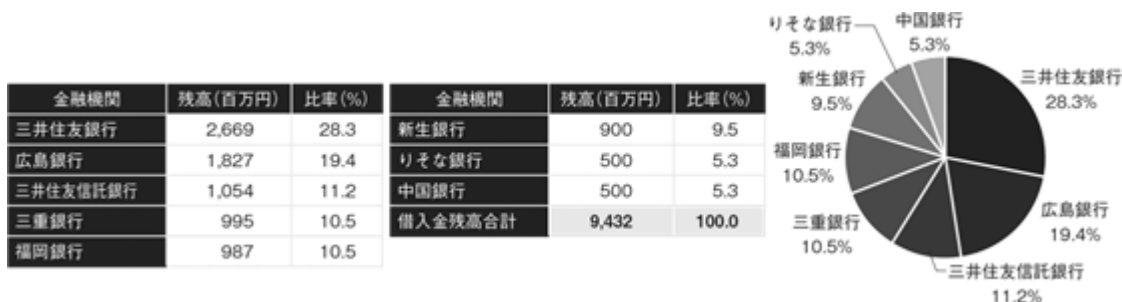 金融機関 残高(百万円) 比率(%)
三井住友銀行 2,669 28.3
広島銀行 1,827 19.4
三井住友信託銀行 1,054 11.2
三重銀行 995 10.5
福岡銀行 987 10.5
金融機関 残高(百万円) 比率(%)
新生銀行 900 9.5
りそな銀行 500 5.3
中国銀行 500 5.3
借入金残高合計 9,432 100.0
りそな銀行
5.3%
中国銀行
5.3%
三井住友銀行
28.3%
新生銀行
9.5%
福岡銀行
10.5%
広島銀行
19.4%
三重銀行
10.5%
三井住友信託銀行
11.2%